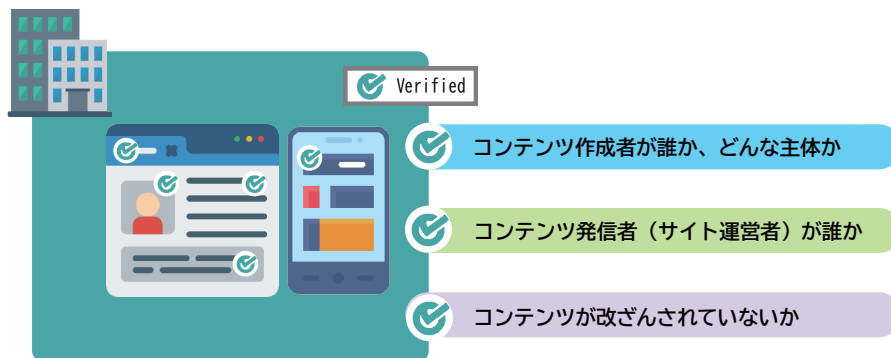 Verified
コンテンツ作成者が誰か、どんな主体か
コンテンツ発信者（サイト運営者）が誰か
コンテンツが改ざんされていないか